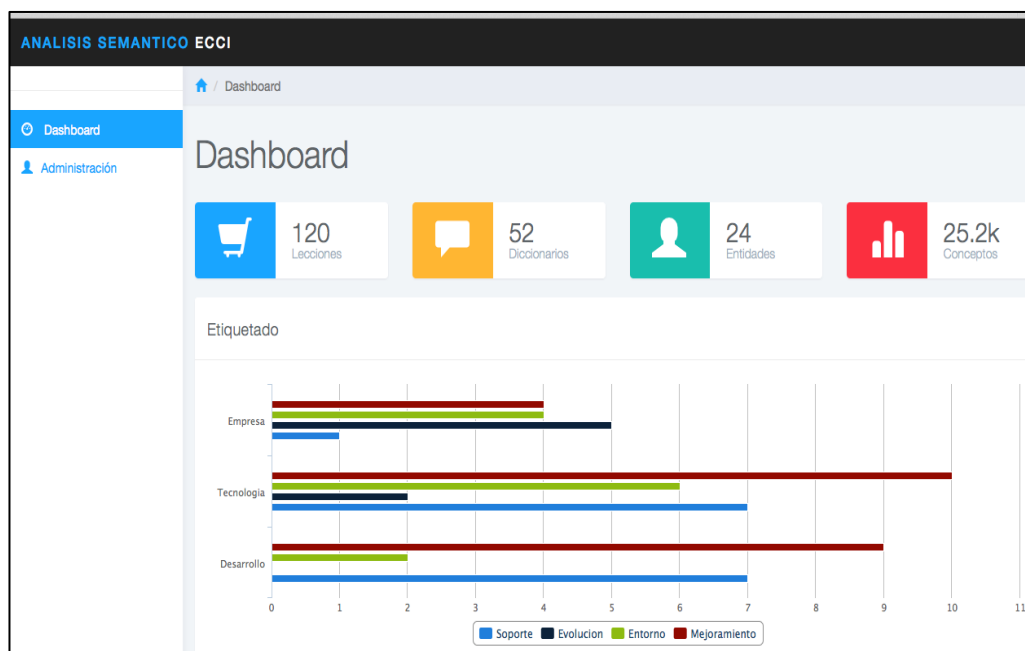 ANALISIS SEMANTICO ECCI
/ Dashboard
Dashboard
Administración
Dashboard
120
Lecciones
52
Diccionarios
24
Entidades
25.2k
Conceptos
Etiquetado
Empresa
Tecnologia
Desarrollo
0 1 2 3 4 5 6 7 8 9 10 11
Soporte Evolucion Entorno Mejoramiento